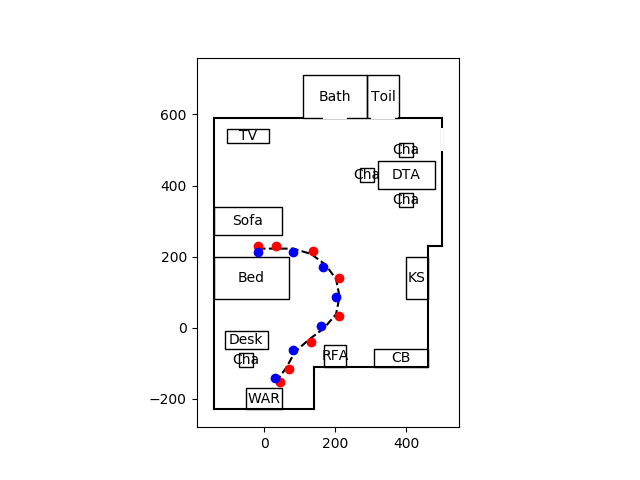 Bath
Toil
600
TV
Cha
Cha
DTA
400
Cha
Sofa
200
Bed
KS
0
Desk
Cha
RFA
CB
−200
WAR
0
200
400